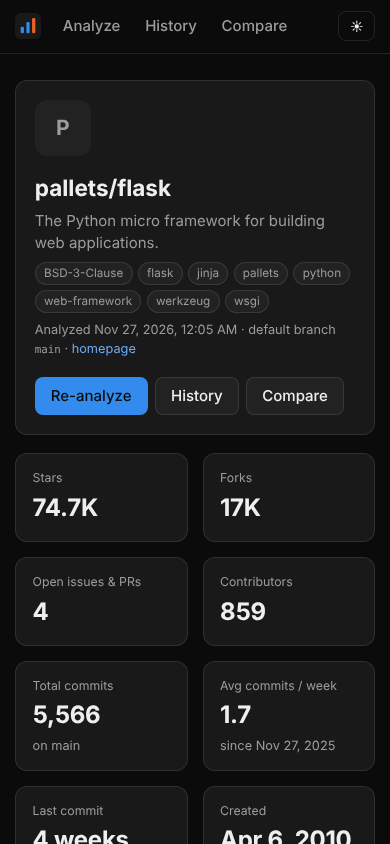 Analyze History Compare
P
pallets/flask
The Python micro framework for building
web applications.
BSD-3-Clause flask jinja pallets python
web-framework werkzeug wsgi
Analyzed Nov 27, 2026, 12:05 AM · default branch
main · homepage
Re-analyze History Compare
Stars Forks
74.7K 17K
Open issues & PRs Contributors
4 859
Total commits Avg commits / week
5,566 1.7
on main since Nov 27, 2025
Last commit Created
4 weeks Apr 6, 2010